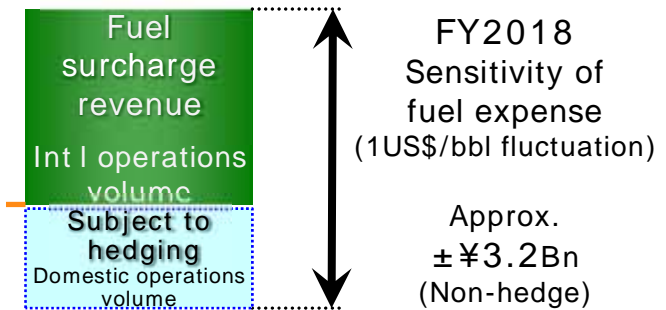 Fuel
surcharge
revenue
Int l operations
volume
Subject to
hedging
Domestic operations
volume
FY2018
Sensitivity of
fuel expense
(1US$/bbl fluctuation)
Approx.
±¥3.2Bn
(Non-hedge)